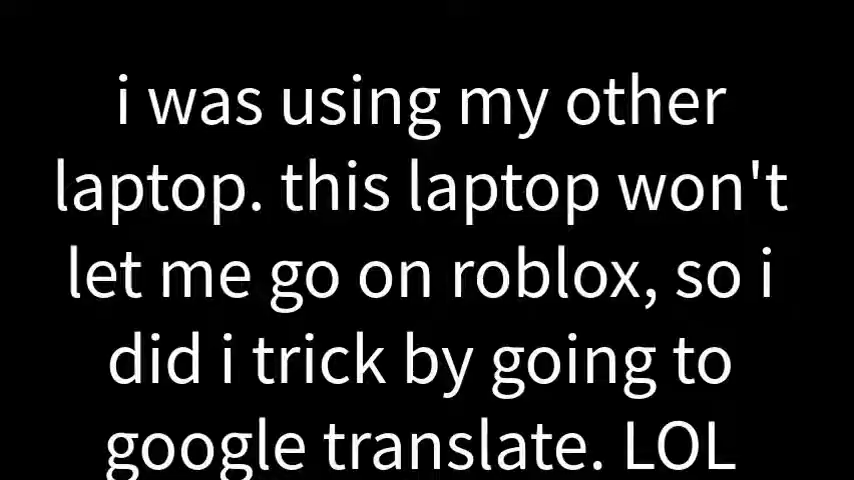 i was using my other
laptop. this laptop won't
let me go on roblox, so i
did i trick by going to
google translate. LOL